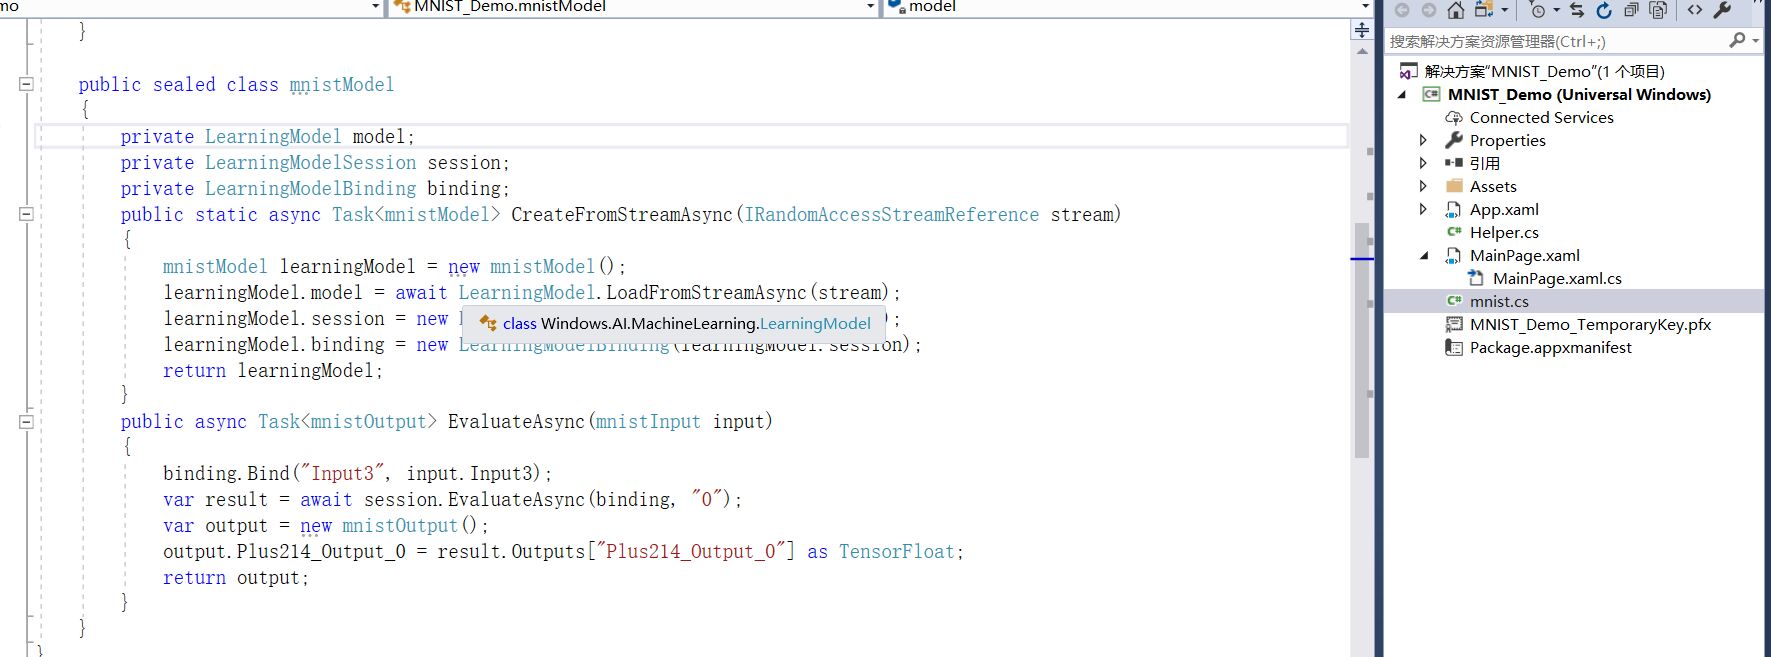 mo
MNIST_Demo.mnistModel
model
}
public sealed class mnistModel
{
private LearningModel model;
private LearningModelSession session;
private LearningModelBinding binding;
public static async Task<mnistModel> CreateFromStreamAsync(IRandomAccessStreamReference stream)
{
mnistModel learningModel = new mnistModel();
learningModel.model = await LearningModel.LoadFromStreamAsync(stream);
learningModel.session = new
class Windows.AI.MachineLearning.LearningModel
learningModel.binding = new LearningModelBinding(learningModel.session);
return learningModel;
}
public async Task<mnistOutput> EvaluateAsync(mnistInput input)
{
binding.Bind("Input3", input.Input3);
var result = await session.EvaluateAsync(binding, "0");
var output = new mnistOutput();
output.Plus214_Output_0 = result.Outputs["Plus214_Output_0"] as TensorFloat;
return output;
}
}
}
搜索解决方案资源管理器(Ctrl+;)
解决方案"MNIST_Demo"(1 个项目)
MNIST_Demo (Universal Windows)
Connected Services
Properties
引用
Assets
App.xaml
Helper.cs
MainPage.xaml
MainPage.xaml.cs
mnist.cs
MNIST_Demo_TemporaryKey.pfx
Package.appxmanifest